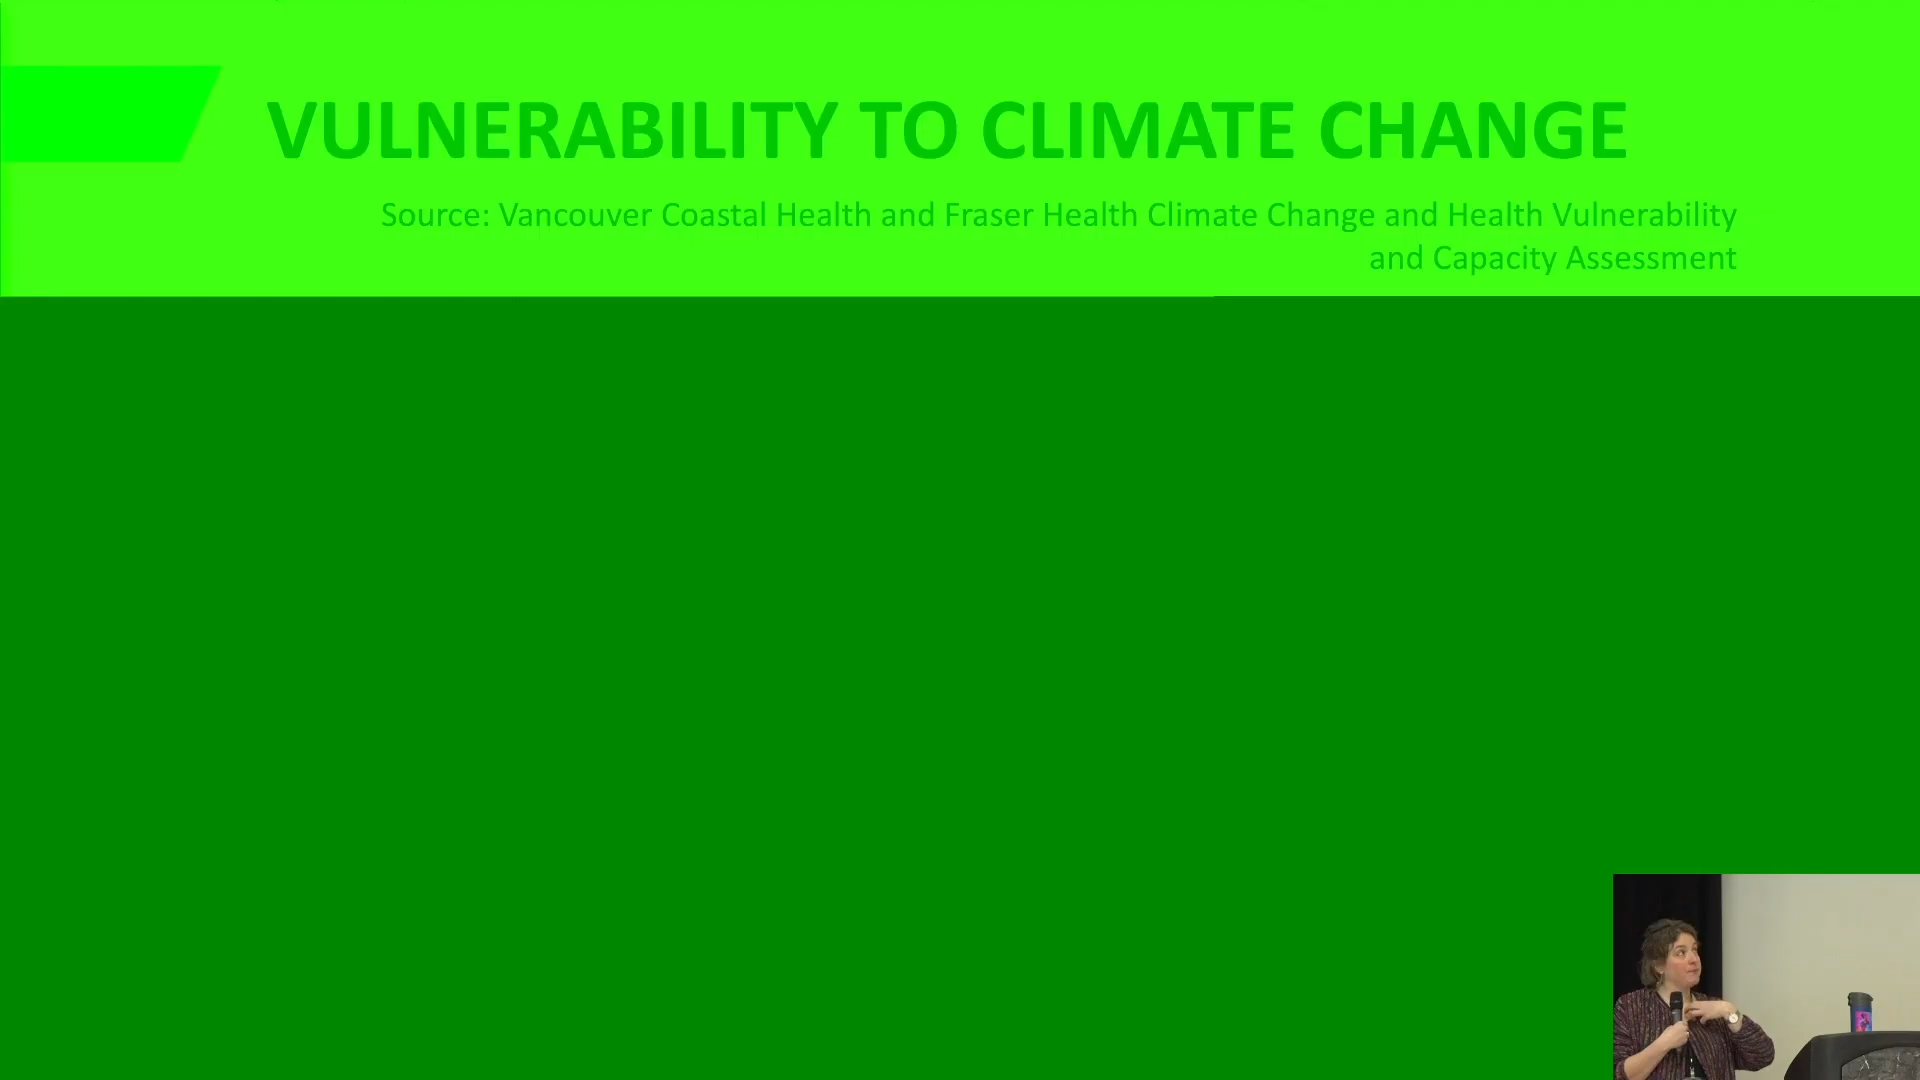 VULNERABILITY TO CLIMATE CHANGE
Source: Vancouver Coastal Health and Fraser Health Climate Change and Health Vulnerability
and Capacity Assessment